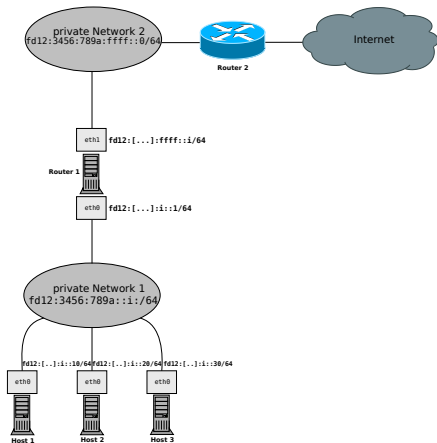 private Network 2
fd12:3456:789a:ffff::0/64
Router 2
Internet
eth1
fd12:[...]:ffff::i/64
Router 1
eth0
fd12:[...]:i::1/64
private Network 1
fd12:3456:789a::i:/64
fd12:[..]:i::10/64
fd12:[..]:i::20/64
fd12:[..]:i::30/64
eth0
eth0
eth0
Host 1
Host 2
Host 3